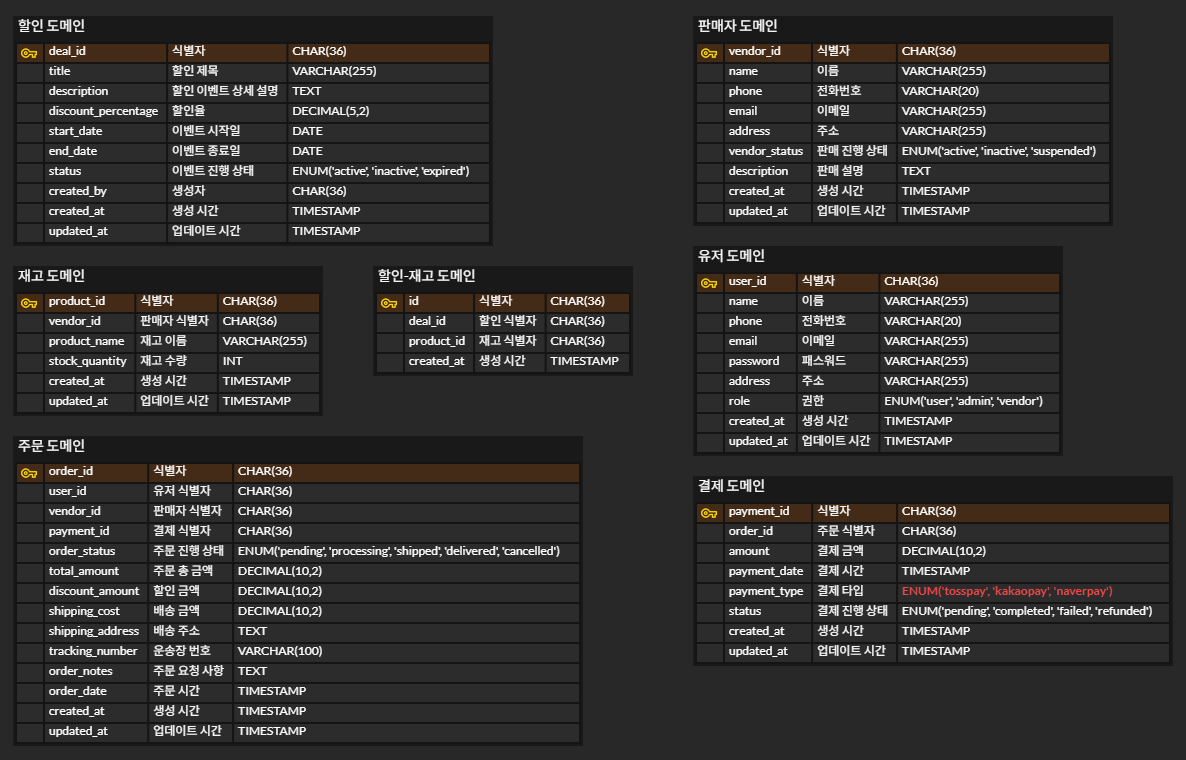 할인 도메인
deal_id 식별자 CHAR(36)
title 할인 제목 VARCHAR(255)
description 할인 이벤트 상세 설명 TEXT
discount_percentage 할인율 DECIMAL(5,2)
start_date 이벤트 시작일 DATE
end_date 이벤트 종료일 DATE
status 이벤트 진행 상태 ENUM('active', 'inactive', 'expired')
created_by 생성자 CHAR(36)
created_at 생성 시간 TIMESTAMP
updated_at 업데이트 시간 TIMESTAMP
재고 도메인
product_id 식별자 CHAR(36)
vendor_id 판매자 식별자 CHAR(36)
product_name 재고 이름 VARCHAR(255)
stock_quantity 재고 수량 INT
created_at 생성 시간 TIMESTAMP
updated_at 업데이트 시간 TIMESTAMP
할인-재고 도메인
id 식별자 CHAR(36)
deal_id 할인 식별자 CHAR(36)
product_id 재고 식별자 CHAR(36)
created_at 생성 시간 TIMESTAMP
주문 도메인
order_id 식별자 CHAR(36)
user_id 유저 식별자 CHAR(36)
vendor_id 판매자 식별자 CHAR(36)
payment_id 결제 식별자 CHAR(36)
order_status 주문 진행 상태 ENUM('pending', 'processing', 'shipped', 'delivered', 'cancelled')
total_amount 주문 총 금액 DECIMAL(10,2)
discount_amount 할인 금액 DECIMAL(10,2)
shipping_cost 배송 금액 DECIMAL(10,2)
shipping_address 배송 주소 TEXT
tracking_number 운송장 번호 VARCHAR(100)
order_notes 주문 요청 사항 TEXT
order_date 주문 시간 TIMESTAMP
created_at 생성 시간 TIMESTAMP
updated_at 업데이트 시간 TIMESTAMP
판매자 도메인
vendor_id 식별자 CHAR(36)
name 이름 VARCHAR(255)
phone 전화번호 VARCHAR(20)
email 이메일 VARCHAR(255)
address 주소 VARCHAR(255)
vendor_status 판매 진행 상태 ENUM('active', 'inactive', 'suspended')
description 판매 설명 TEXT
created_at 생성 시간 TIMESTAMP
updated_at 업데이트 시간 TIMESTAMP
유저 도메인
user_id 식별자 CHAR(36)
name 이름 VARCHAR(255)
phone 전화번호 VARCHAR(20)
email 이메일 VARCHAR(255)
password 패스워드 VARCHAR(255)
address 주소 VARCHAR(255)
role 권한 ENUM('user', 'admin', 'vendor')
created_at 생성 시간 TIMESTAMP
updated_at 업데이트 시간 TIMESTAMP
결제 도메인
payment_id 식별자 CHAR(36)
order_id 주문 식별자 CHAR(36)
amount 결제 금액 DECIMAL(10,2)
payment_date 결제 시간 TIMESTAMP
payment_type 결제 타입 ENUM('tosspay', 'kakaopay', 'naverpay')
status 결제 진행 상태 ENUM('pending', 'completed', 'failed', 'refunded')
created_at 생성 시간 TIMESTAMP
updated_at 업데이트 시간 TIMESTAMP